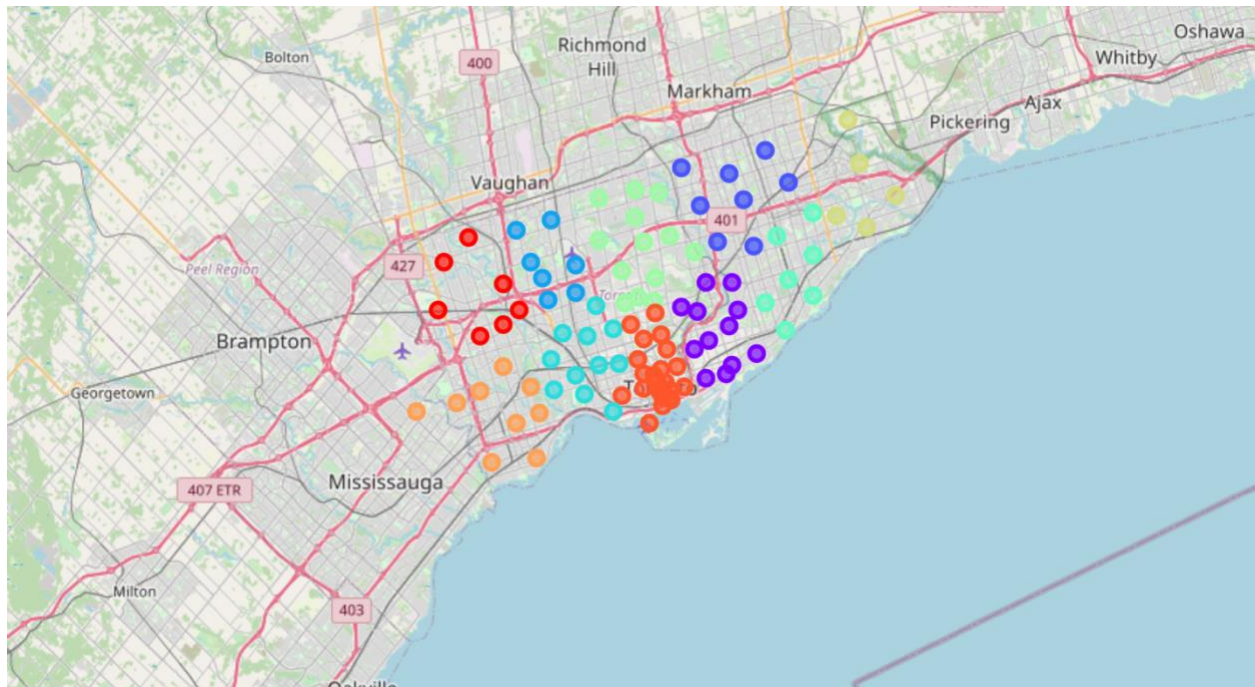 Oshawa
Bolton
Richmond
Hill
400
Whitby
Markham
Ajax
Pickering
Vaughan
401
427
Peel Region
Brampton
Georgetown
Mississauga
407 ETR
Milton
403